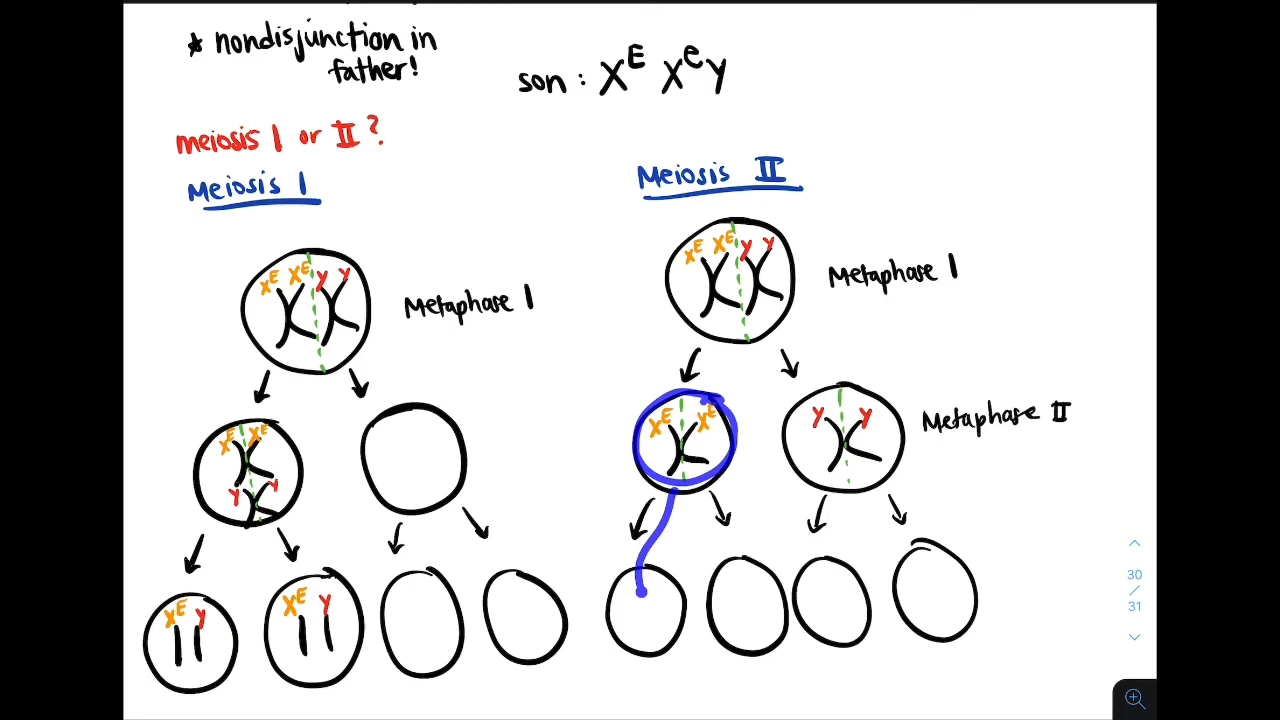 * nondisjunction in
father!
son : X^E X^e Y
meiosis I or II ?
Meiosis I
Meiosis II
X^E X^E Y Y
Metaphase I
X^E X^E Y Y
Metaphase I
X^E X^E
Y Y
X^E X^E
Y Y
Metaphase II
X^E Y
X^E Y
30
/
31